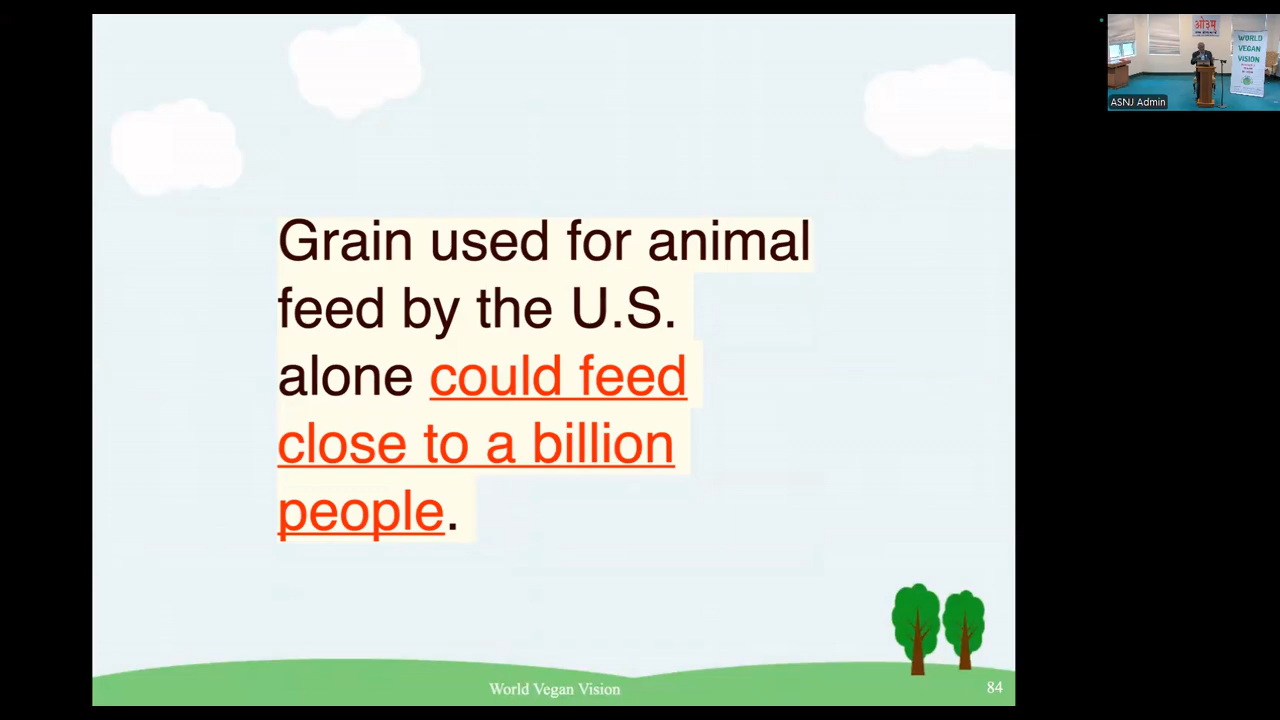 Grain used for animal
feed by the U.S.
alone could feed
close to a billion
people.
World Vegan Vision
84
ओ३म्
WORLD
VEGAN
VISION
ASNJ Admin